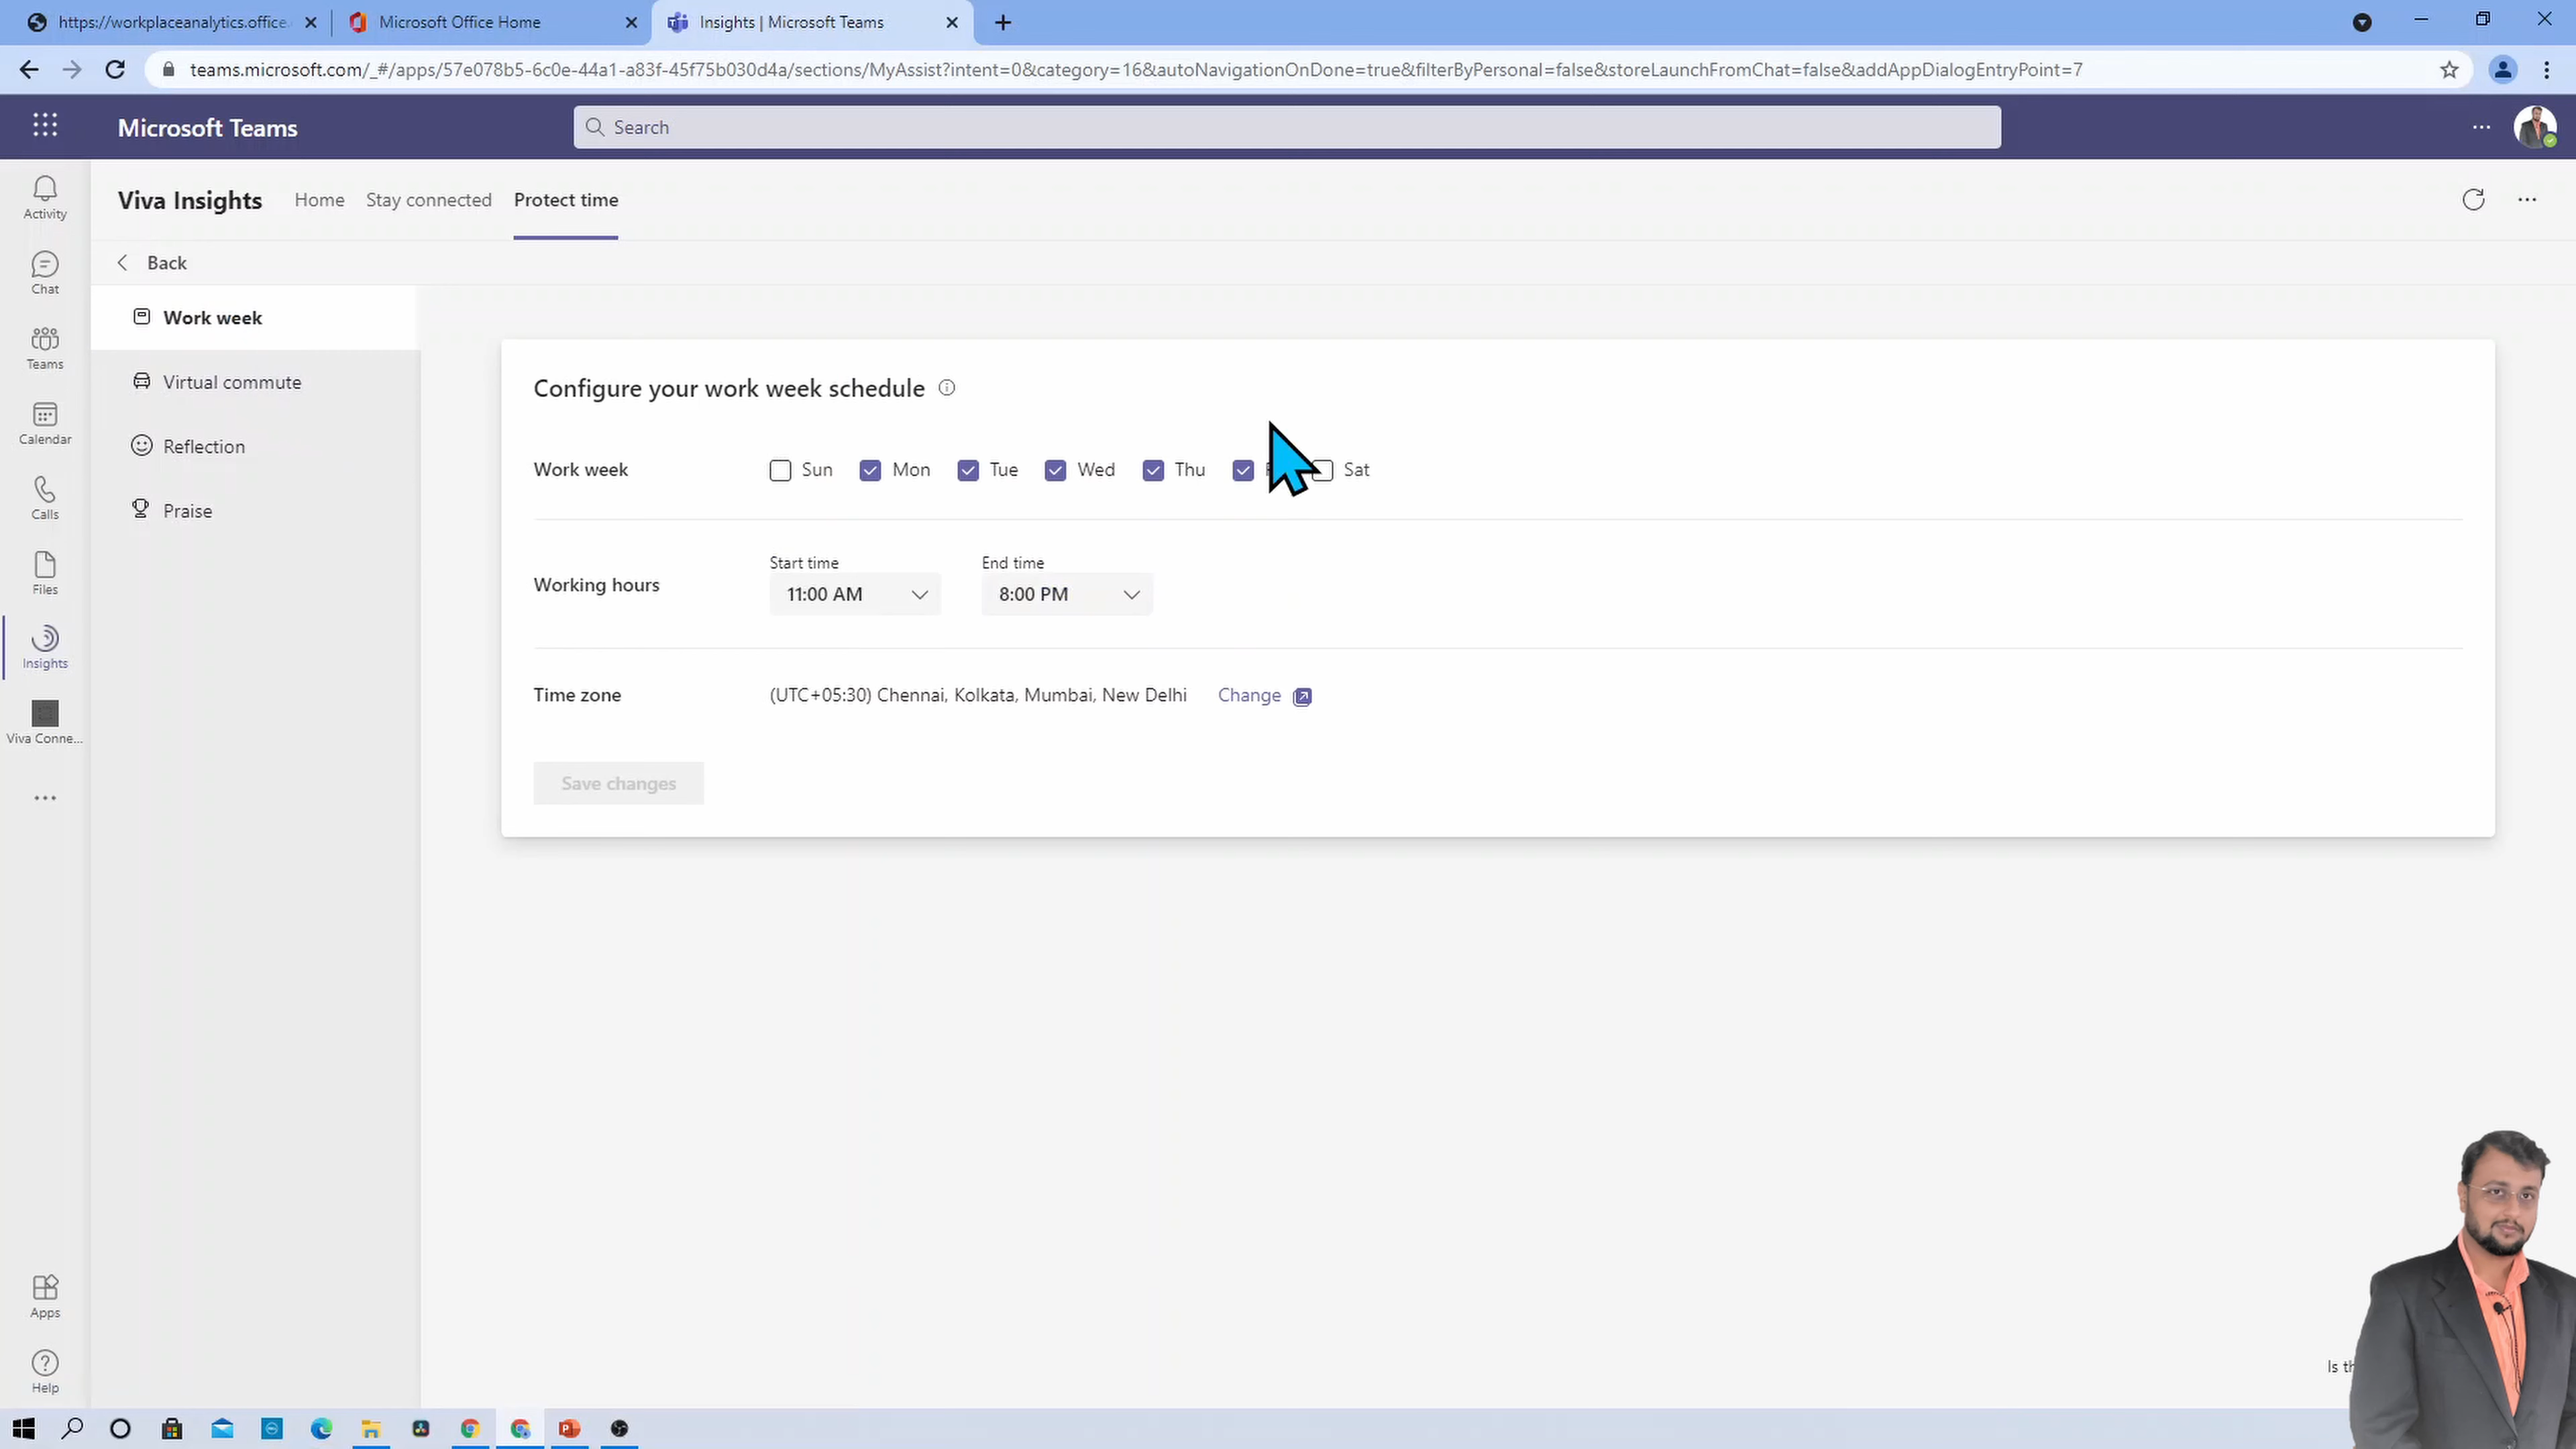 https://workplaceanalytics.office.
Microsoft Office Home
Insights | Microsoft Teams
teams.microsoft.com/_#/apps/57e078b5-6c0e-44a1-a83f-45f75b030d4a/sections/MyAssist?intent=0&category=16&autoNavigationOnDone=true&filterByPersonal=false&storeLaunchFromChat=false&addAppDialogEntryPoint=7
Microsoft Teams
Search
Activity
Chat
Teams
Calendar
Calls
Files
Insights
Viva Conne...
Apps
Help
Viva Insights Home Stay connected Protect time
Back
Work week
Virtual commute
Reflection
Praise
Configure your work week schedule
Work week Sun Mon Tue Wed Thu Sat
Start time End time
Working hours 11:00 AM 8:00 PM
Time zone (UTC+05:30) Chennai, Kolkata, Mumbai, New Delhi Change
Save changes
Is